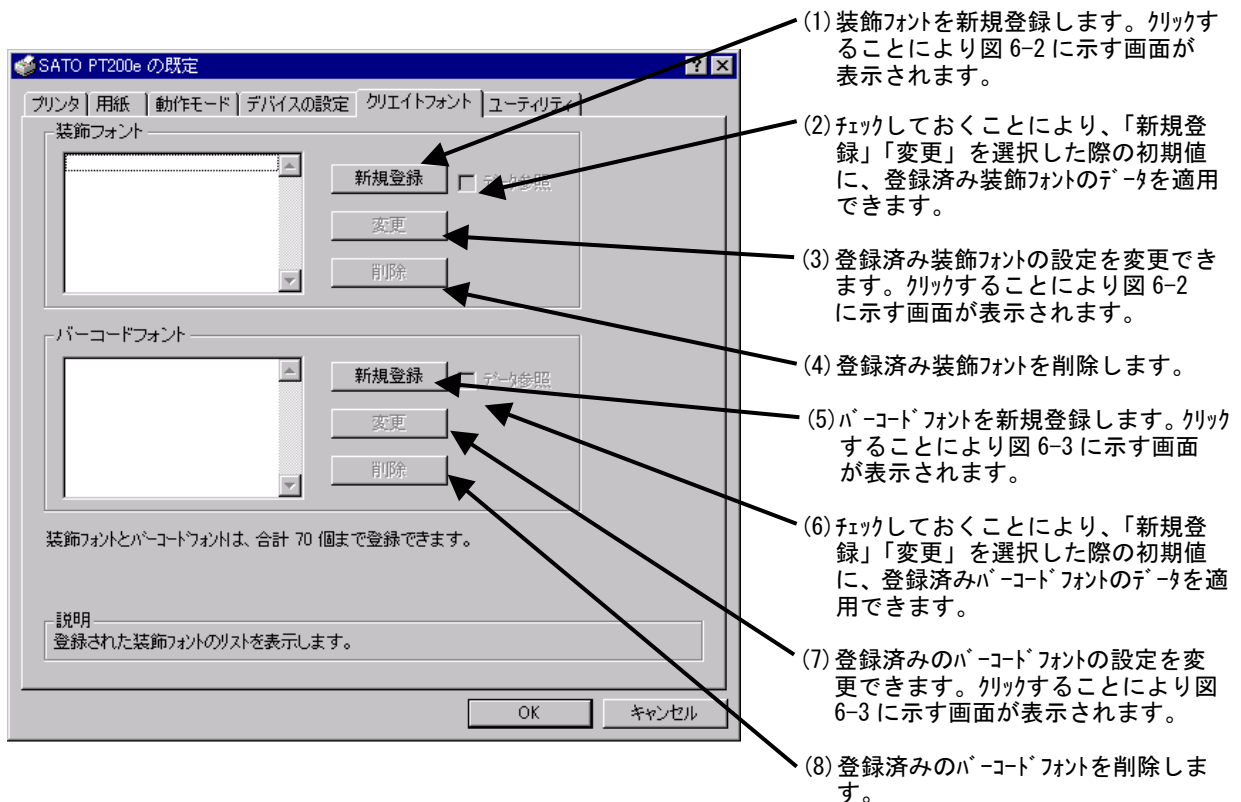 SATO PT200e の既定
プリンタ 用紙 動作モード デバイスの設定 クリエイトフォント ユーティリティ
装飾フォント
新規登録 データ参照
変更
削除
バーコードフォント
新規登録 データ参照
変更
削除
装飾ﾌｫﾝﾄとﾊﾞｰｺｰﾄﾞﾌｫﾝﾄは、合計 70 個まで登録できます。
説明
登録された装飾ﾌｫﾝﾄのﾘｽﾄを表示します。
OK キャンセル
(1) 装飾ﾌｫﾝﾄを新規登録します。ｸﾘｯｸす
ることにより図 6-2 に示す画面が
表示されます。
(2) ﾁｪｯｸしておくことにより、「新規登
録」「変更」を選択した際の初期値
に、登録済み装飾ﾌｫﾝﾄのﾃﾞｰﾀを適用
できます。
(3) 登録済み装飾ﾌｫﾝﾄの設定を変更でき
ます。ｸﾘｯｸすることにより図 6-2
に示す画面が表示されます。
(4) 登録済み装飾ﾌｫﾝﾄを削除します。
(5) ﾊﾞｰｺｰﾄﾞﾌｫﾝﾄを新規登録します。ｸﾘｯｸ
することにより図 6-3 に示す画面
が表示されます。
(6) ﾁｪｯｸしておくことにより、「新規登
録」「変更」を選択した際の初期値
に、登録済みﾊﾞｰｺｰﾄﾞﾌｫﾝﾄのﾃﾞｰﾀを適
用できます。
(7) 登録済みのﾊﾞｰｺｰﾄﾞﾌｫﾝﾄの設定を変
更できます。ｸﾘｯｸすることにより図
6-3 に示す画面が表示されます。
(8) 登録済みのﾊﾞｰｺｰﾄﾞﾌｫﾝﾄを削除しま
す。